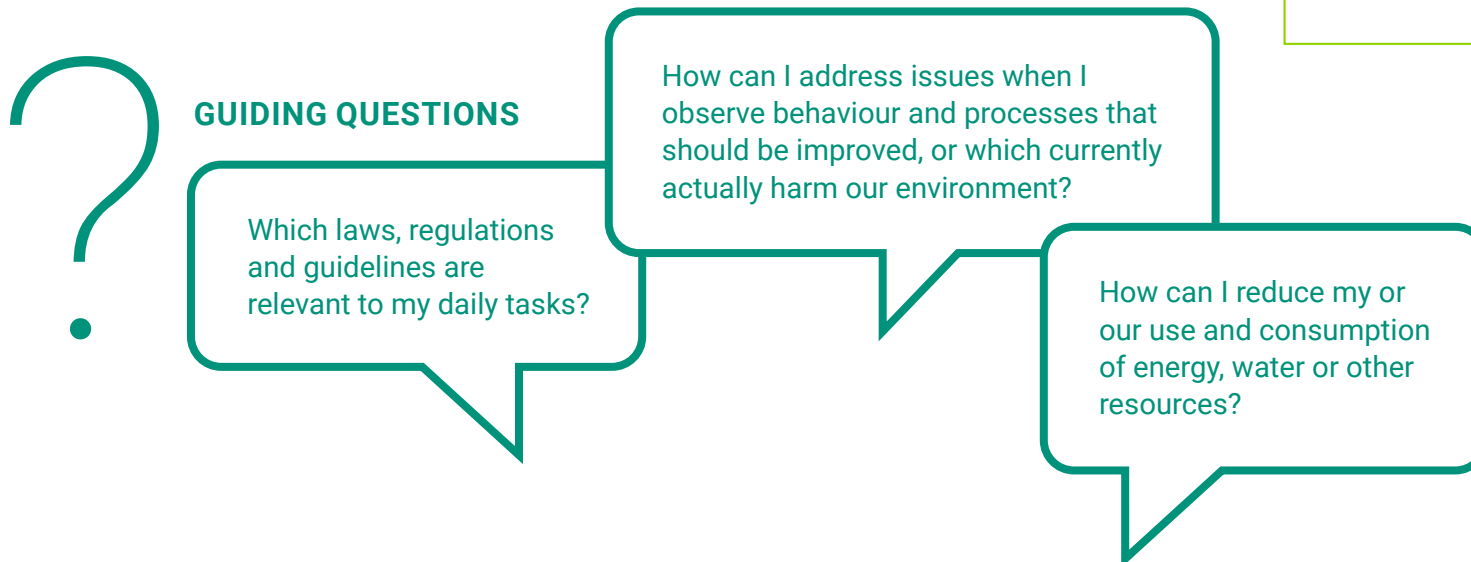 GUIDING QUESTIONS
Which laws, regulations
and guidelines are
relevant to my daily tasks?
How can I address issues when I
observe behaviour and processes that
should be improved, or which currently
actually harm our environment?
How can I reduce my or
our use and consumption
of energy, water or other
resources?